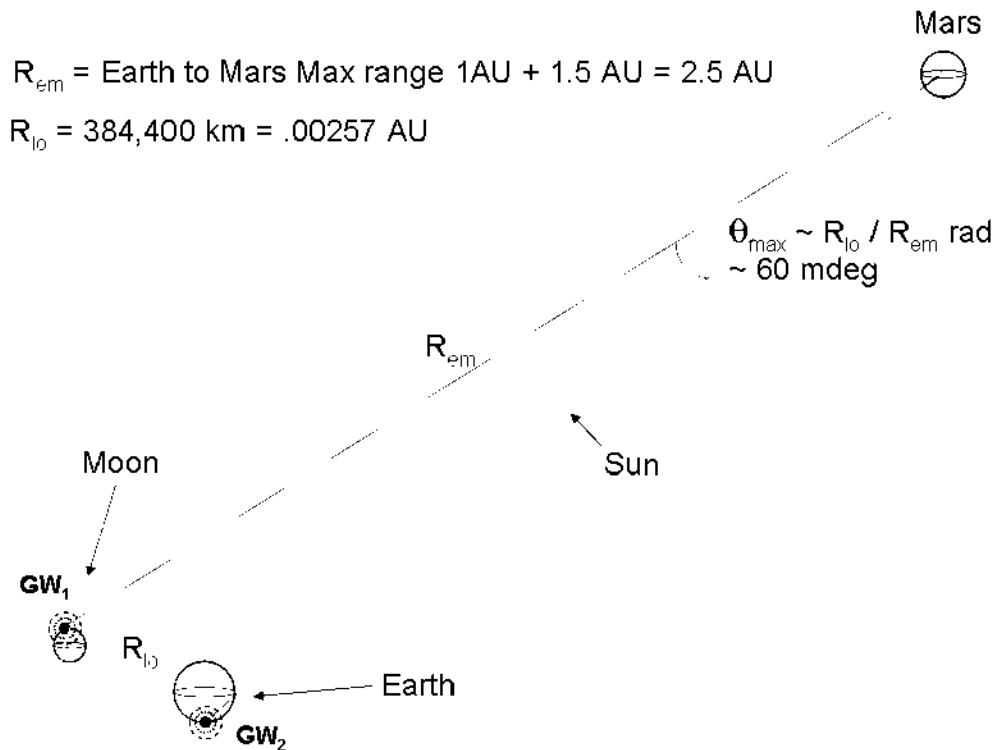 Mars
R_em = Earth to Mars Max range 1AU + 1.5 AU = 2.5 AU
R_lo = 384,400 km = .00257 AU
θ_max ~ R_lo / R_em rad
~ 60 mdeg
R_em
Sun
Moon
GW_1
R_lo
Earth
GW_2